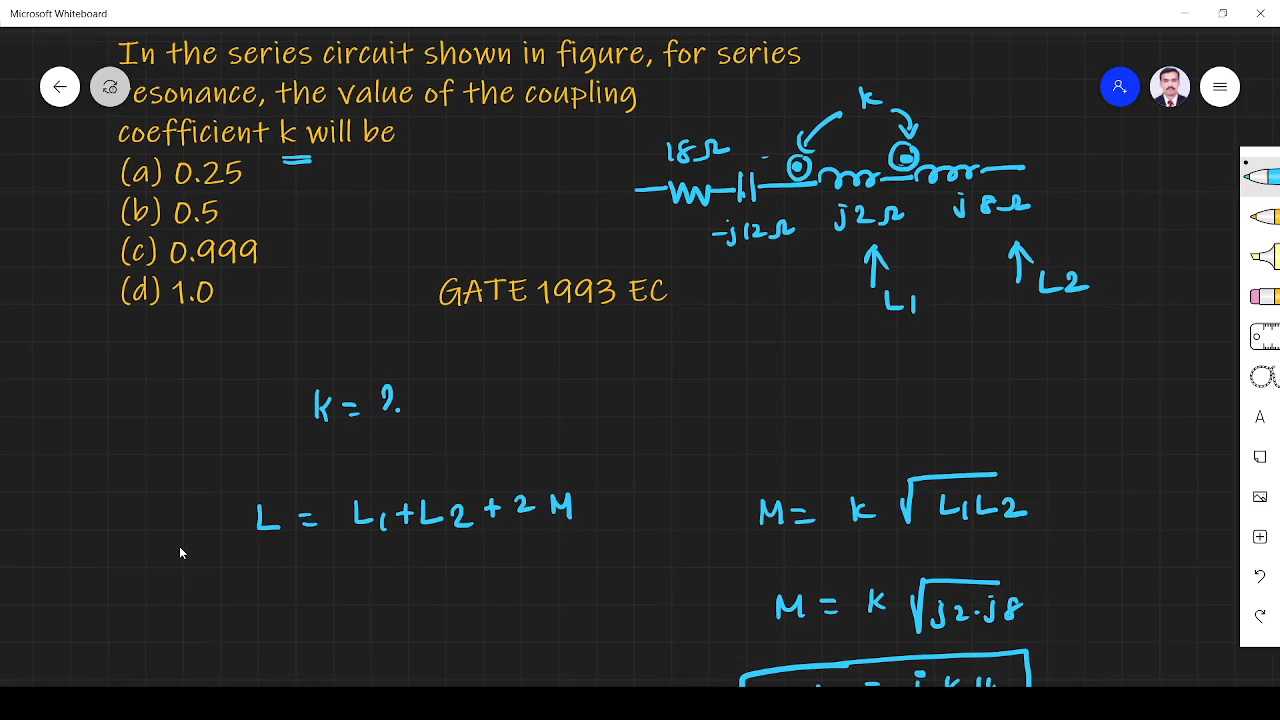 Microsoft Whiteboard
In the series circuit shown in figure, for series
resonance, the value of the coupling
coefficient k will be
(a) 0.25
(b) 0.5
(c) 0.999
(d) 1.0
GATE 1993 EC
k
18Ω
-j12Ω
j2Ω
j8Ω
L1
L2
k = ?
L = L1+L2+2M
M = k √L1L2
M = k √j2·j8
A